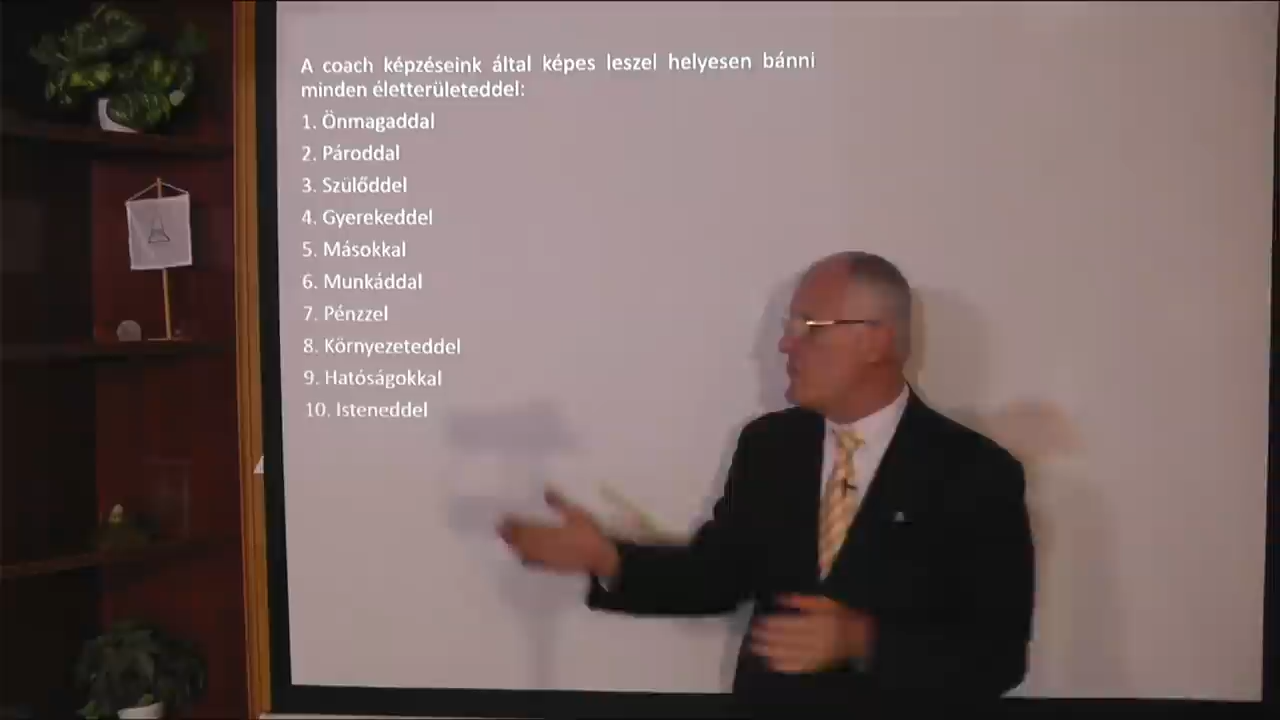 A coach képzéseink által képes leszel helyesen bánni
minden életterületeddel:
1. Önmagaddal
2. Pároddal
3. Szülőddel
4. Gyerekeddel
5. Másokkal
6. Munkáddal
7. Pénzzel
8. Környezeteddel
9. Hatóságokkal
10. Isteneddel